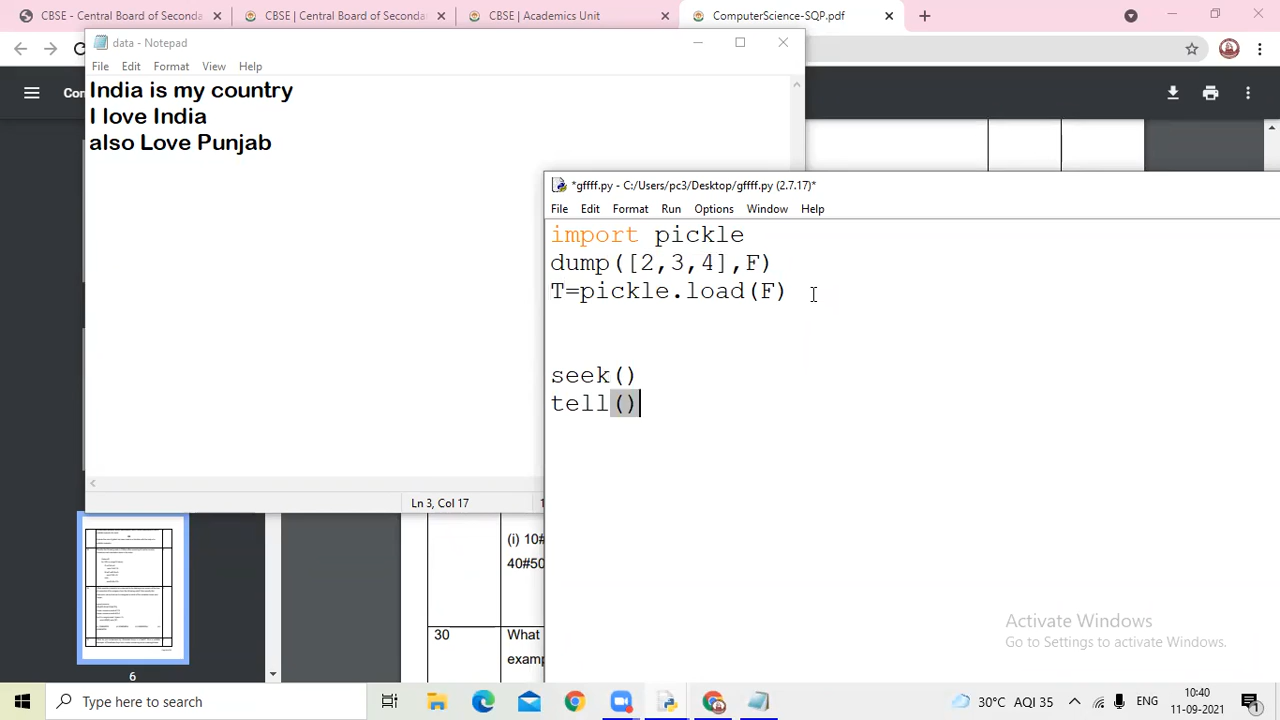 CBSE - Central Board of Seconda
CBSE | Central Board of Seconda
CBSE | Academics Unit
ComputerScience-SQP.pdf
data - Notepad
File Edit Format View Help
India is my country
I love India
also Love Punjab
Ln 3, Col 17
*gffff.py - C:/Users/pc3/Desktop/gffff.py (2.7.17)*
File Edit Format Run Options Window Help
import pickle
dump([2,3,4],F)
T=pickle.load(F)
seek()
tell()
(i) 10#
40#50
30
What
examp
6
Activate Windows
Go to Settings to activate Windows.
Type here to search
30°C AQI 35
ENG
10:40
11-09-2021
1